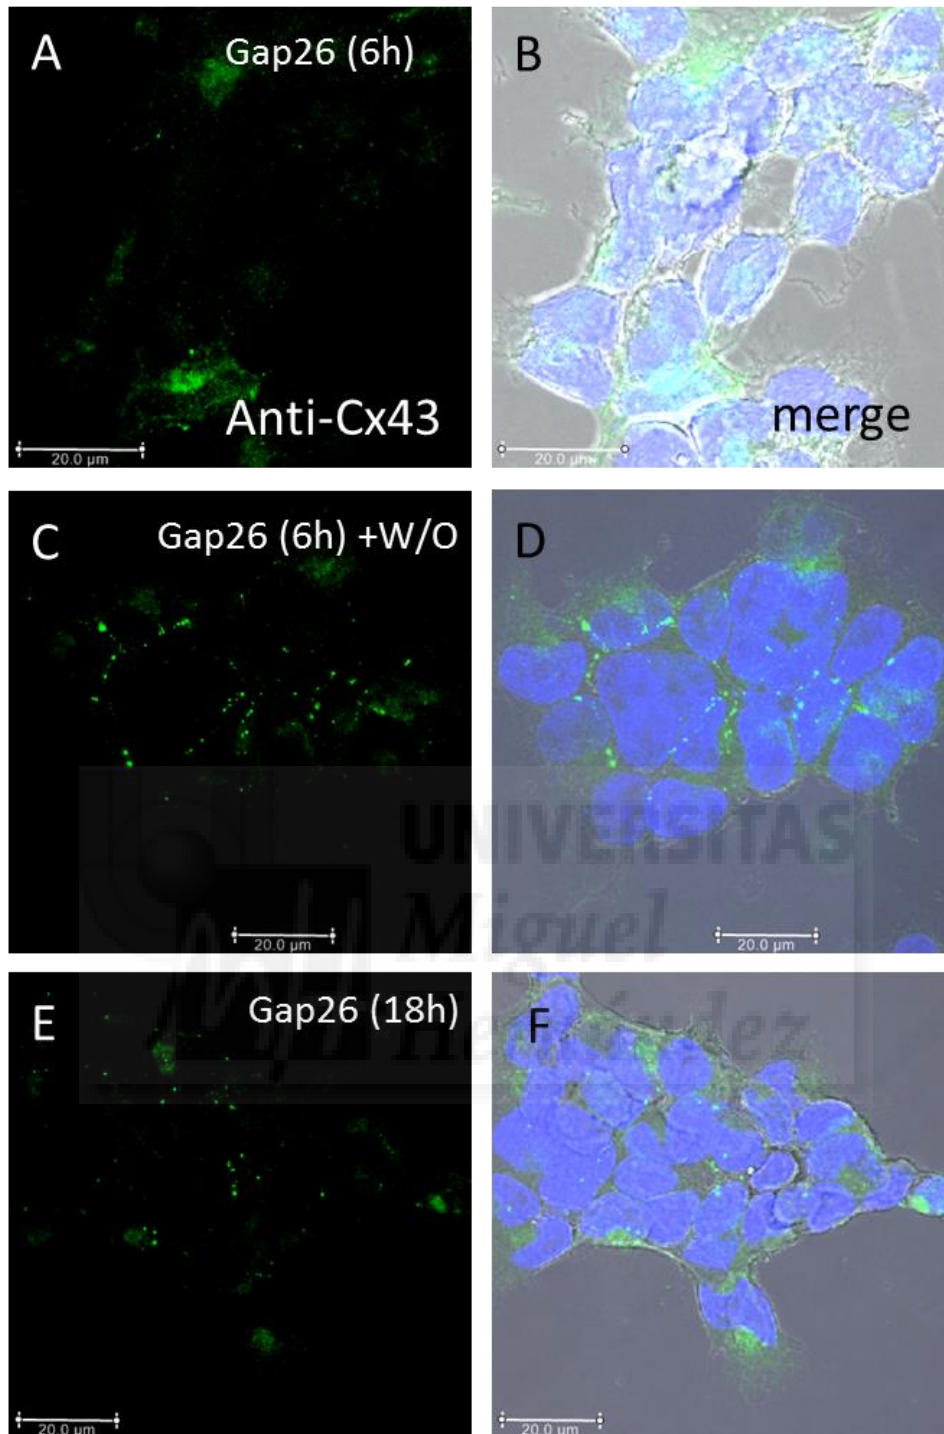 A
Gap26 (6h)
B
Anti-Cx43
merge
20.0 µm
20.0 µm
C
Gap26 (6h) +W/O
D
20.0 µm
20.0 µm
UNIVERSITAS
Miguel
Hernández
E
Gap26 (18h)
F
20.0 µm
20.0 µm